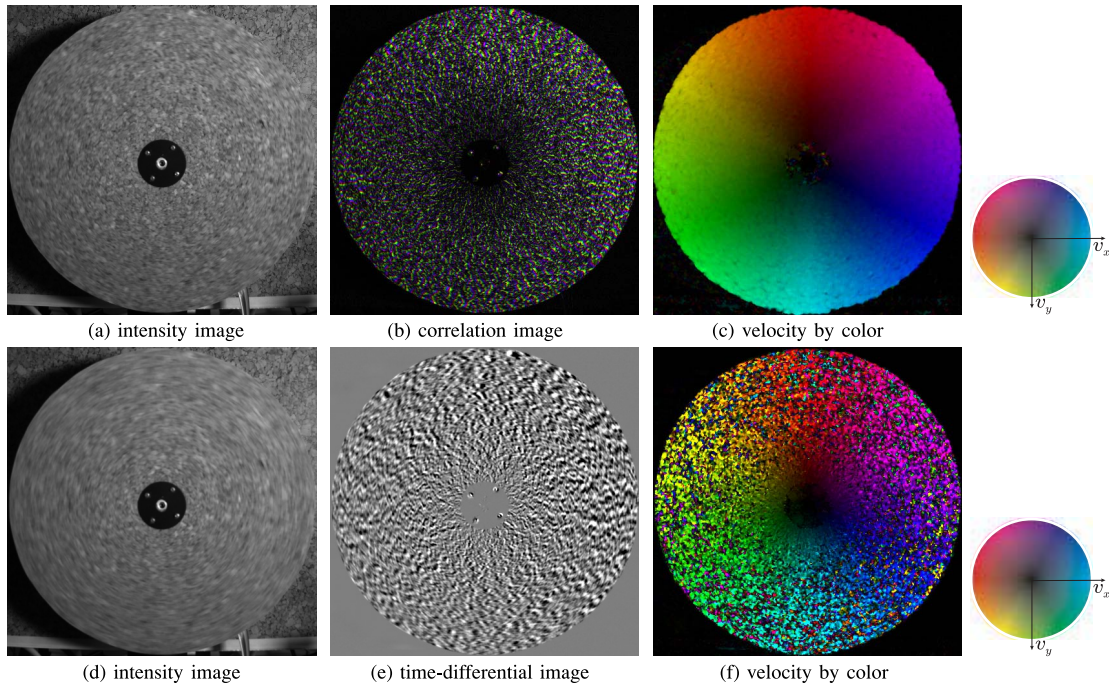 (a) intensity image
(b) correlation image
(c) velocity by color
v_x
v_y
(d) intensity image
(e) time-differential image
(f) velocity by color
v_x
v_y